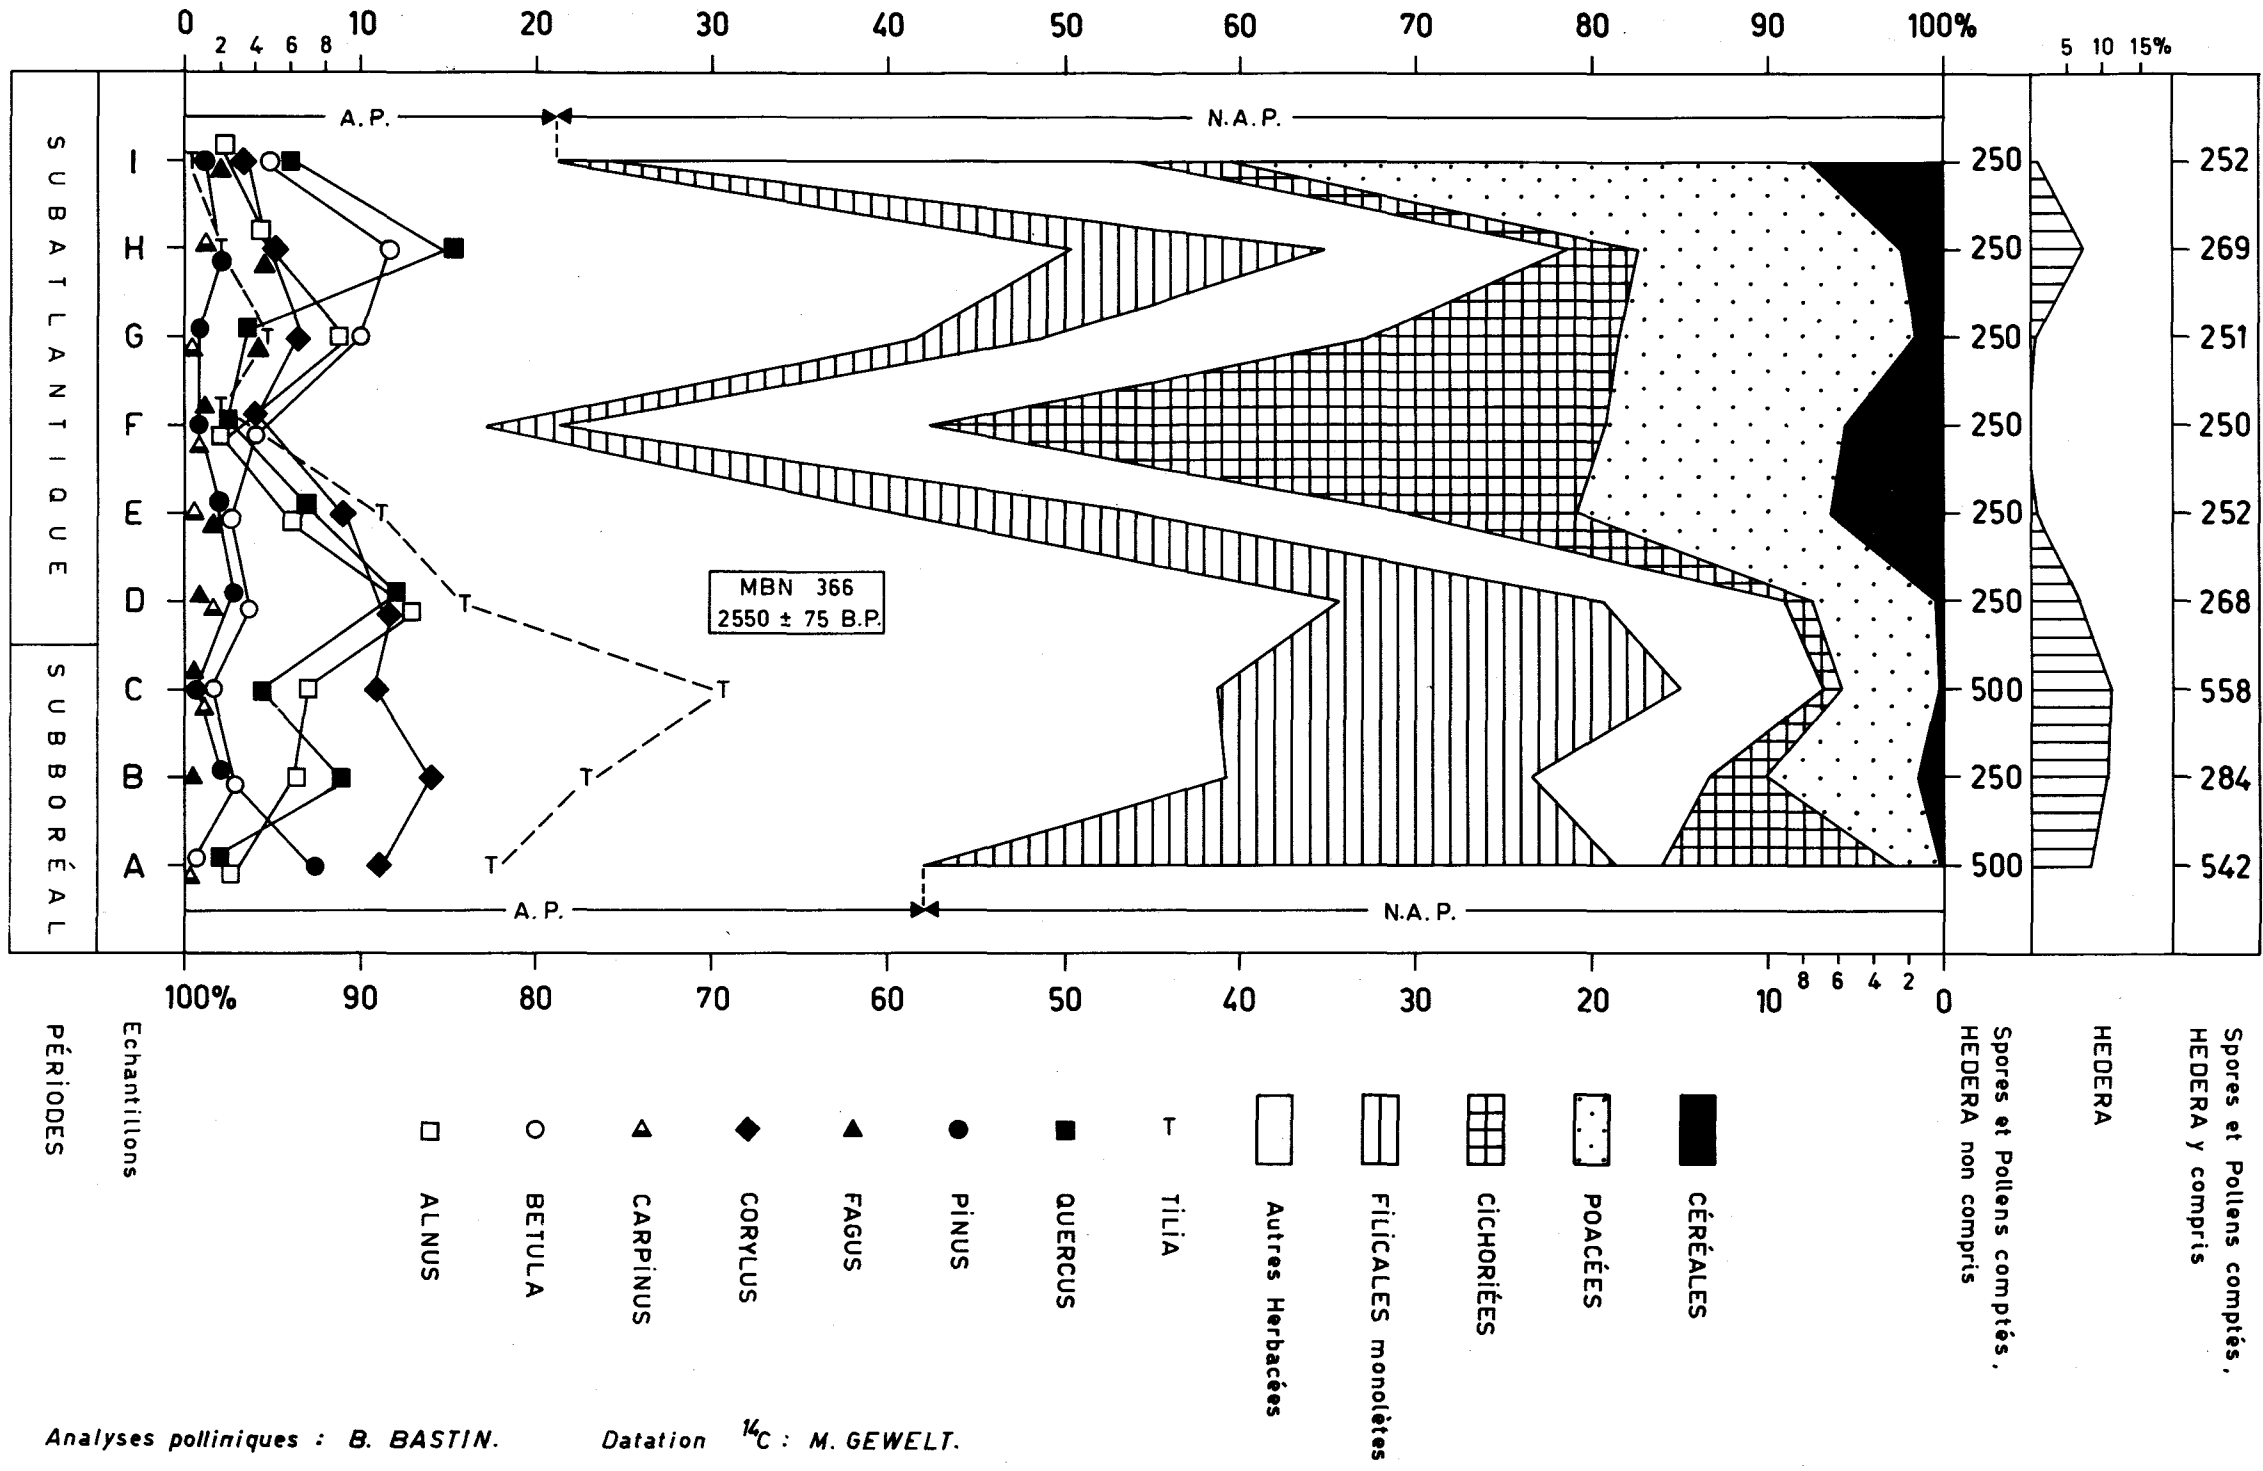 0 10 20 30 40 50 60 70 80 90 100%
2 4 6 8
5 10 15%
A.P. N.A.P.
SUBATLANTIQUE
SUBBORÉAL
I 250 252
H T 250 269
G T 250 251
F T 250 250
E T 250 252
D T 250 268
MBN 366
2550 ± 75 B.P.
C T 500 558
B T 250 284
A T 500 542
A.P. N.A.P.
8 6 4 2
100% 90 80 70 60 50 40 30 20 10 0
PÉRIODES
Echantillons
ALNUS
BETULA
CARPINUS
CORYLUS
FAGUS
PINUS
QUERCUS
T TILIA
Autres Herbacées
FILICALES monolètes
CICHORIÉES
POACÉES
CÉRÉALES
Spores et Pollens comptés,
HEDERA non compris
HEDERA
Spores et Pollens comptés,
HEDERA y compris
Analyses polliniques : B. BASTIN. Datation 14C : M. GEWELT.